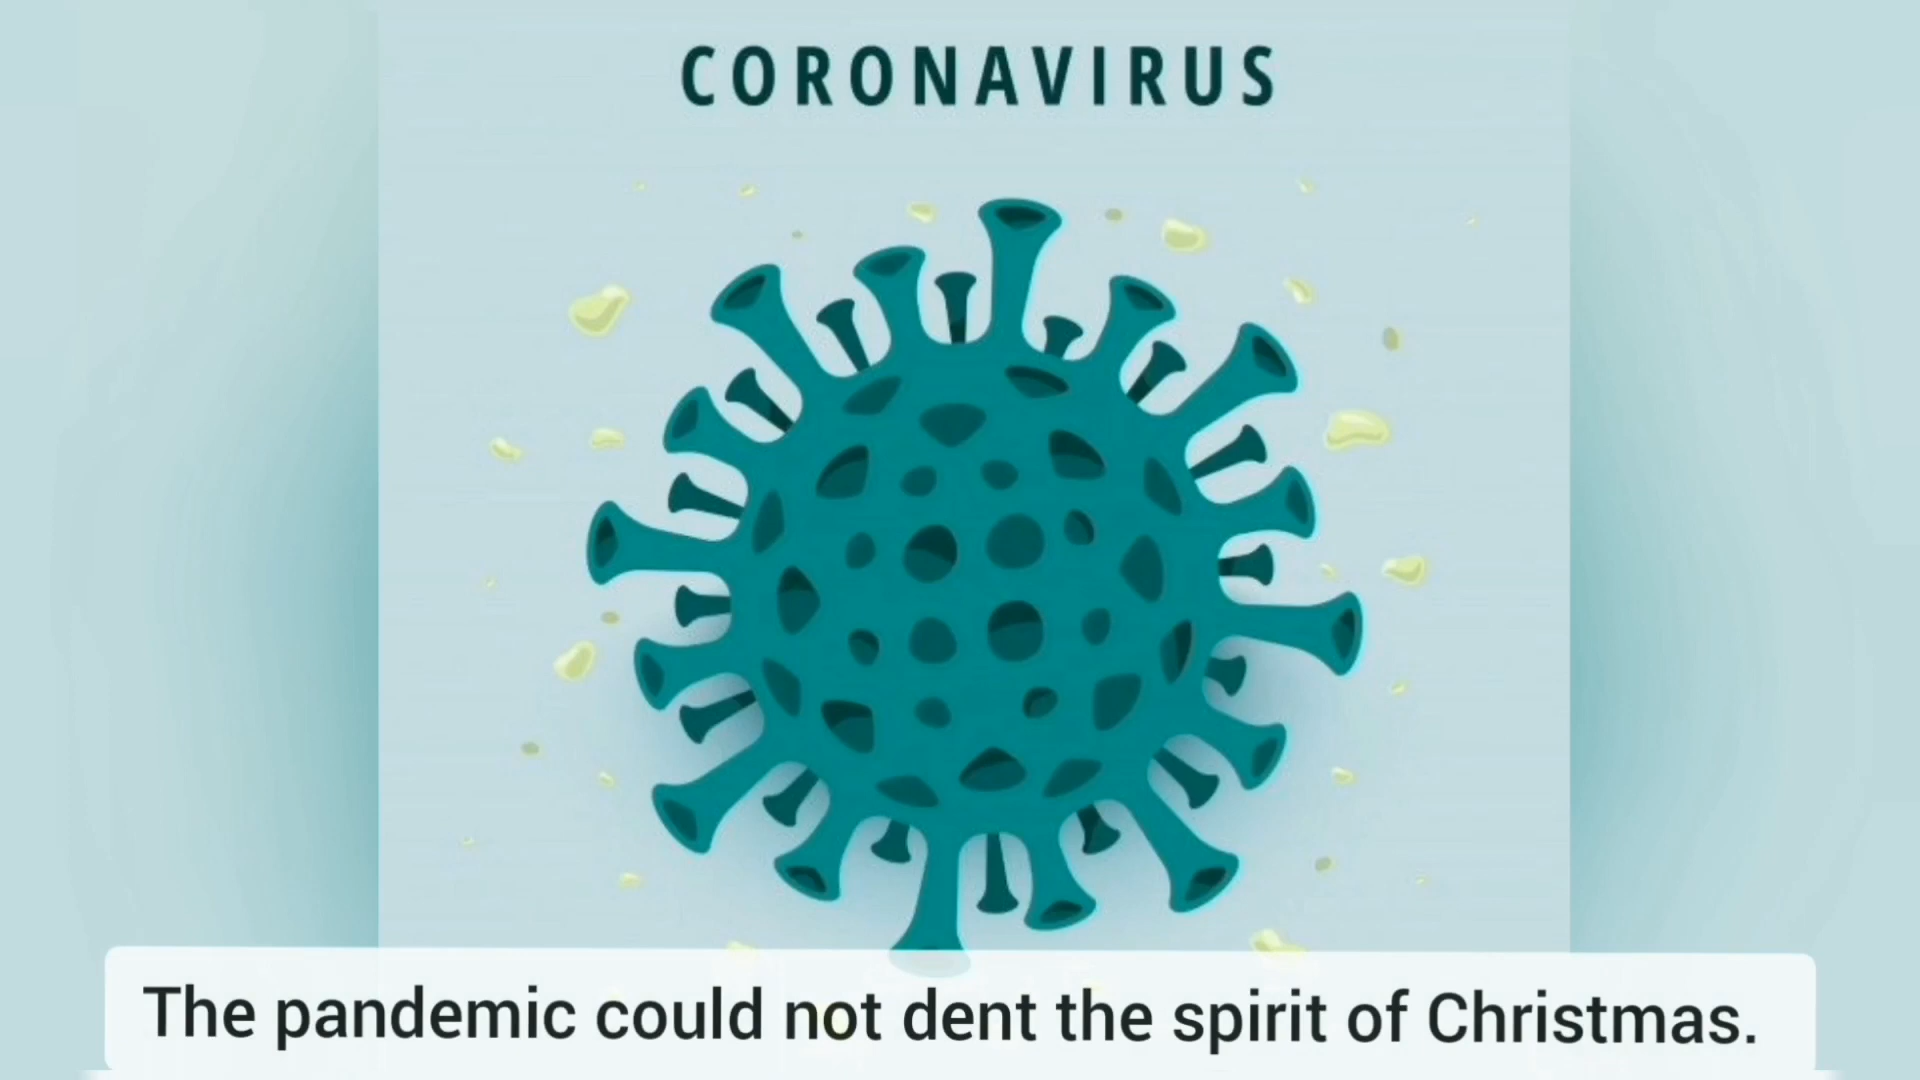 CORONAVIRUS
The pandemic could not dent the spirit of Christmas.